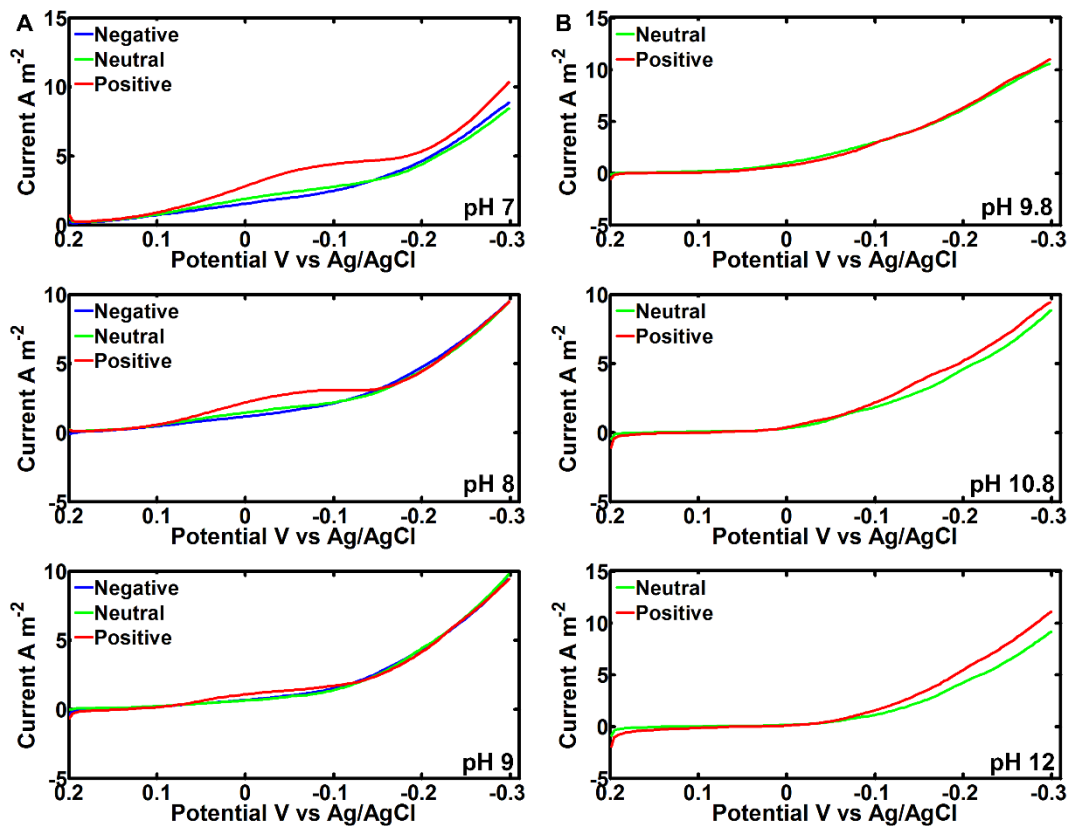 A
15
10
5
0
Current A m-2
Negative
Neutral
Positive
pH 7
0.2 0.1 0 -0.1 -0.2 -0.3
Potential V vs Ag/AgCl
10
5
0
-5
Current A m-2
Negative
Neutral
Positive
pH 8
0.2 0.1 0 -0.1 -0.2 -0.3
Potential V vs Ag/AgCl
10
5
0
-5
Current A m-2
Negative
Neutral
Positive
pH 9
0.2 0.1 0 -0.1 -0.2 -0.3
Potential V vs Ag/AgCl
B
15
10
5
0
-5
Current A m-2
Neutral
Positive
pH 9.8
0.2 0.1 0 -0.1 -0.2 -0.3
Potential V vs Ag/AgCl
10
5
0
-5
Current A m-2
Neutral
Positive
pH 10.8
0.2 0.1 0 -0.1 -0.2 -0.3
Potential V vs Ag/AgCl
15
10
5
0
-5
Current A m-2
Neutral
Positive
pH 12
0.2 0.1 0 -0.1 -0.2 -0.3
Potential V vs Ag/AgCl